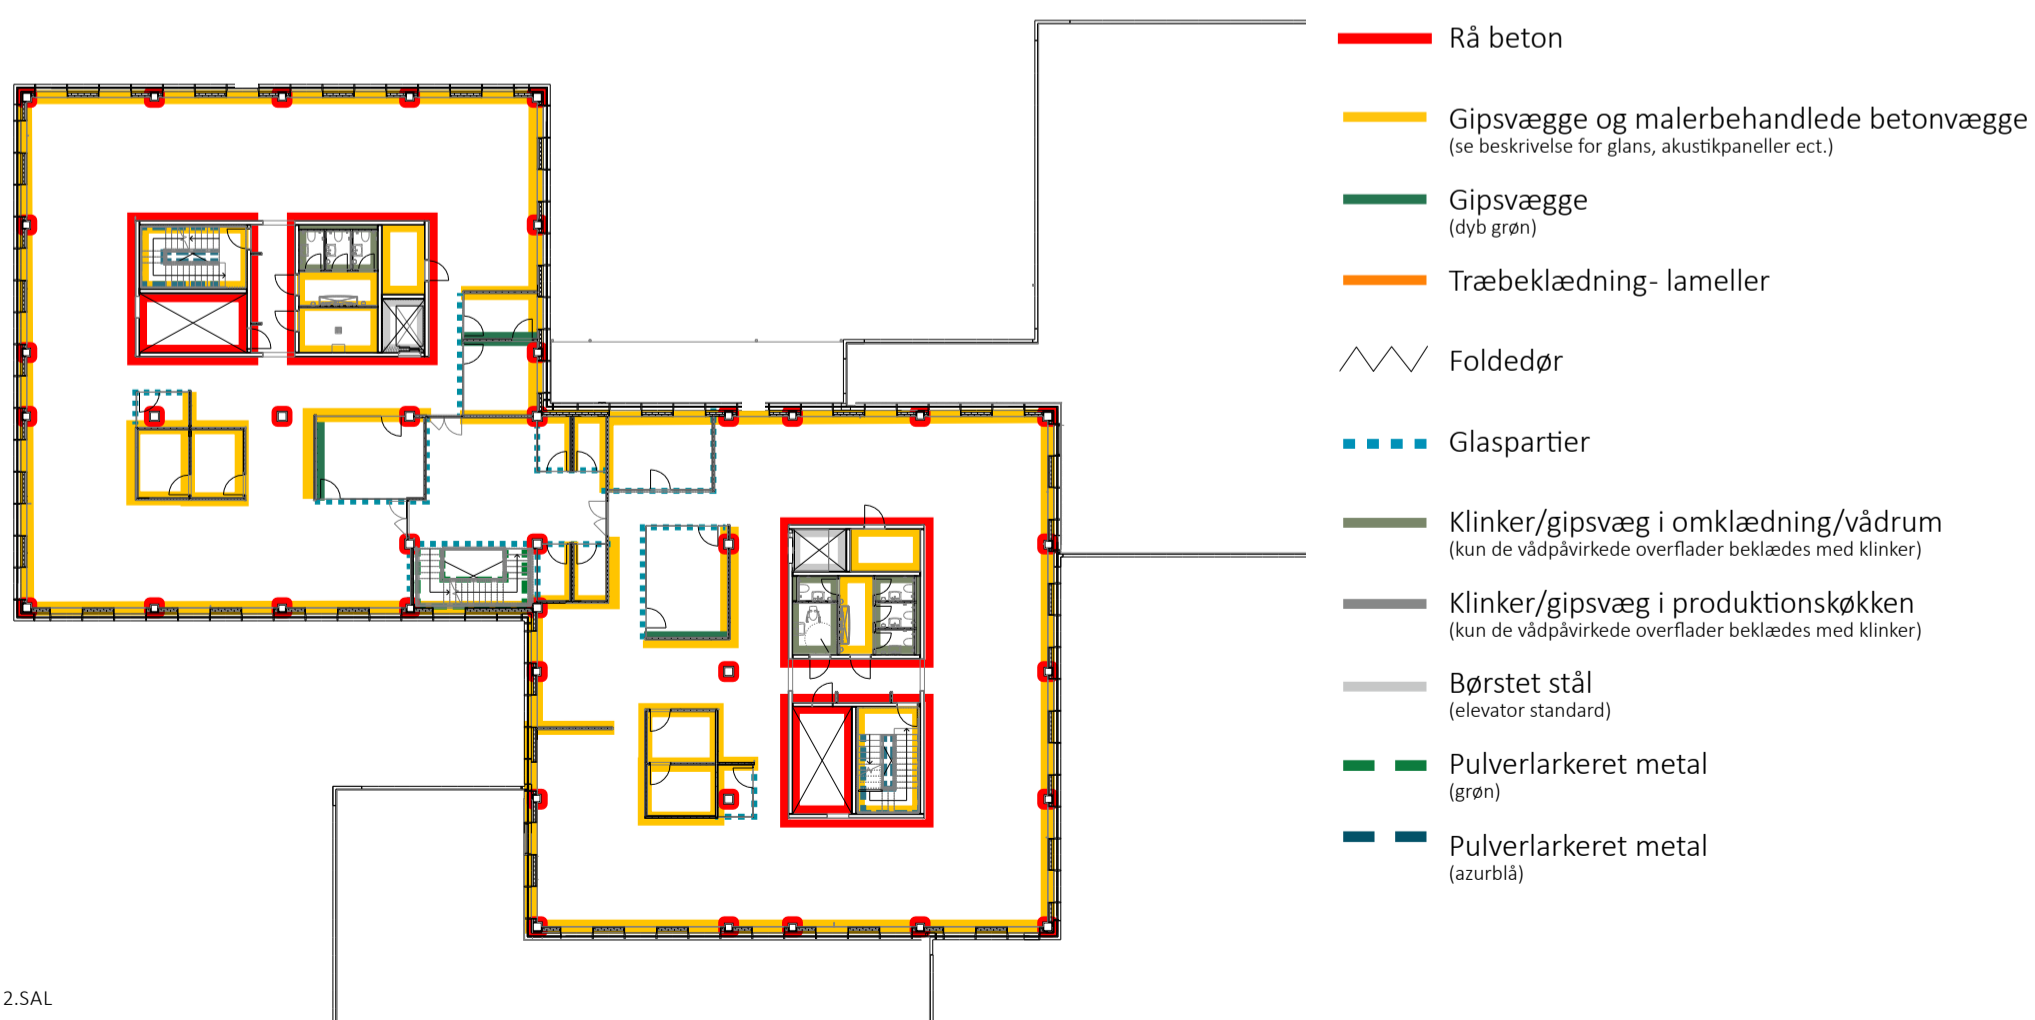 Rå beton
Gipsvægge og malerbehandlede betonvægge
(se beskrivelse for glans, akustikpaneller ect.)
Gipsvægge
(dyb grøn)
Træbeklædning- lameller
Foldedør
Glaspartier
Klinker/gipsvæg i omklædning/vådrum
(kun de vådpåvirkede overflader beklædes med klinker)
Klinker/gipsvæg i produktionskøkken
(kun de vådpåvirkede overflader beklædes med klinker)
Børstet stål
(elevator standard)
Pulverlarkeret metal
(grøn)
Pulverlarkeret metal
(azurblå)
2.SAL